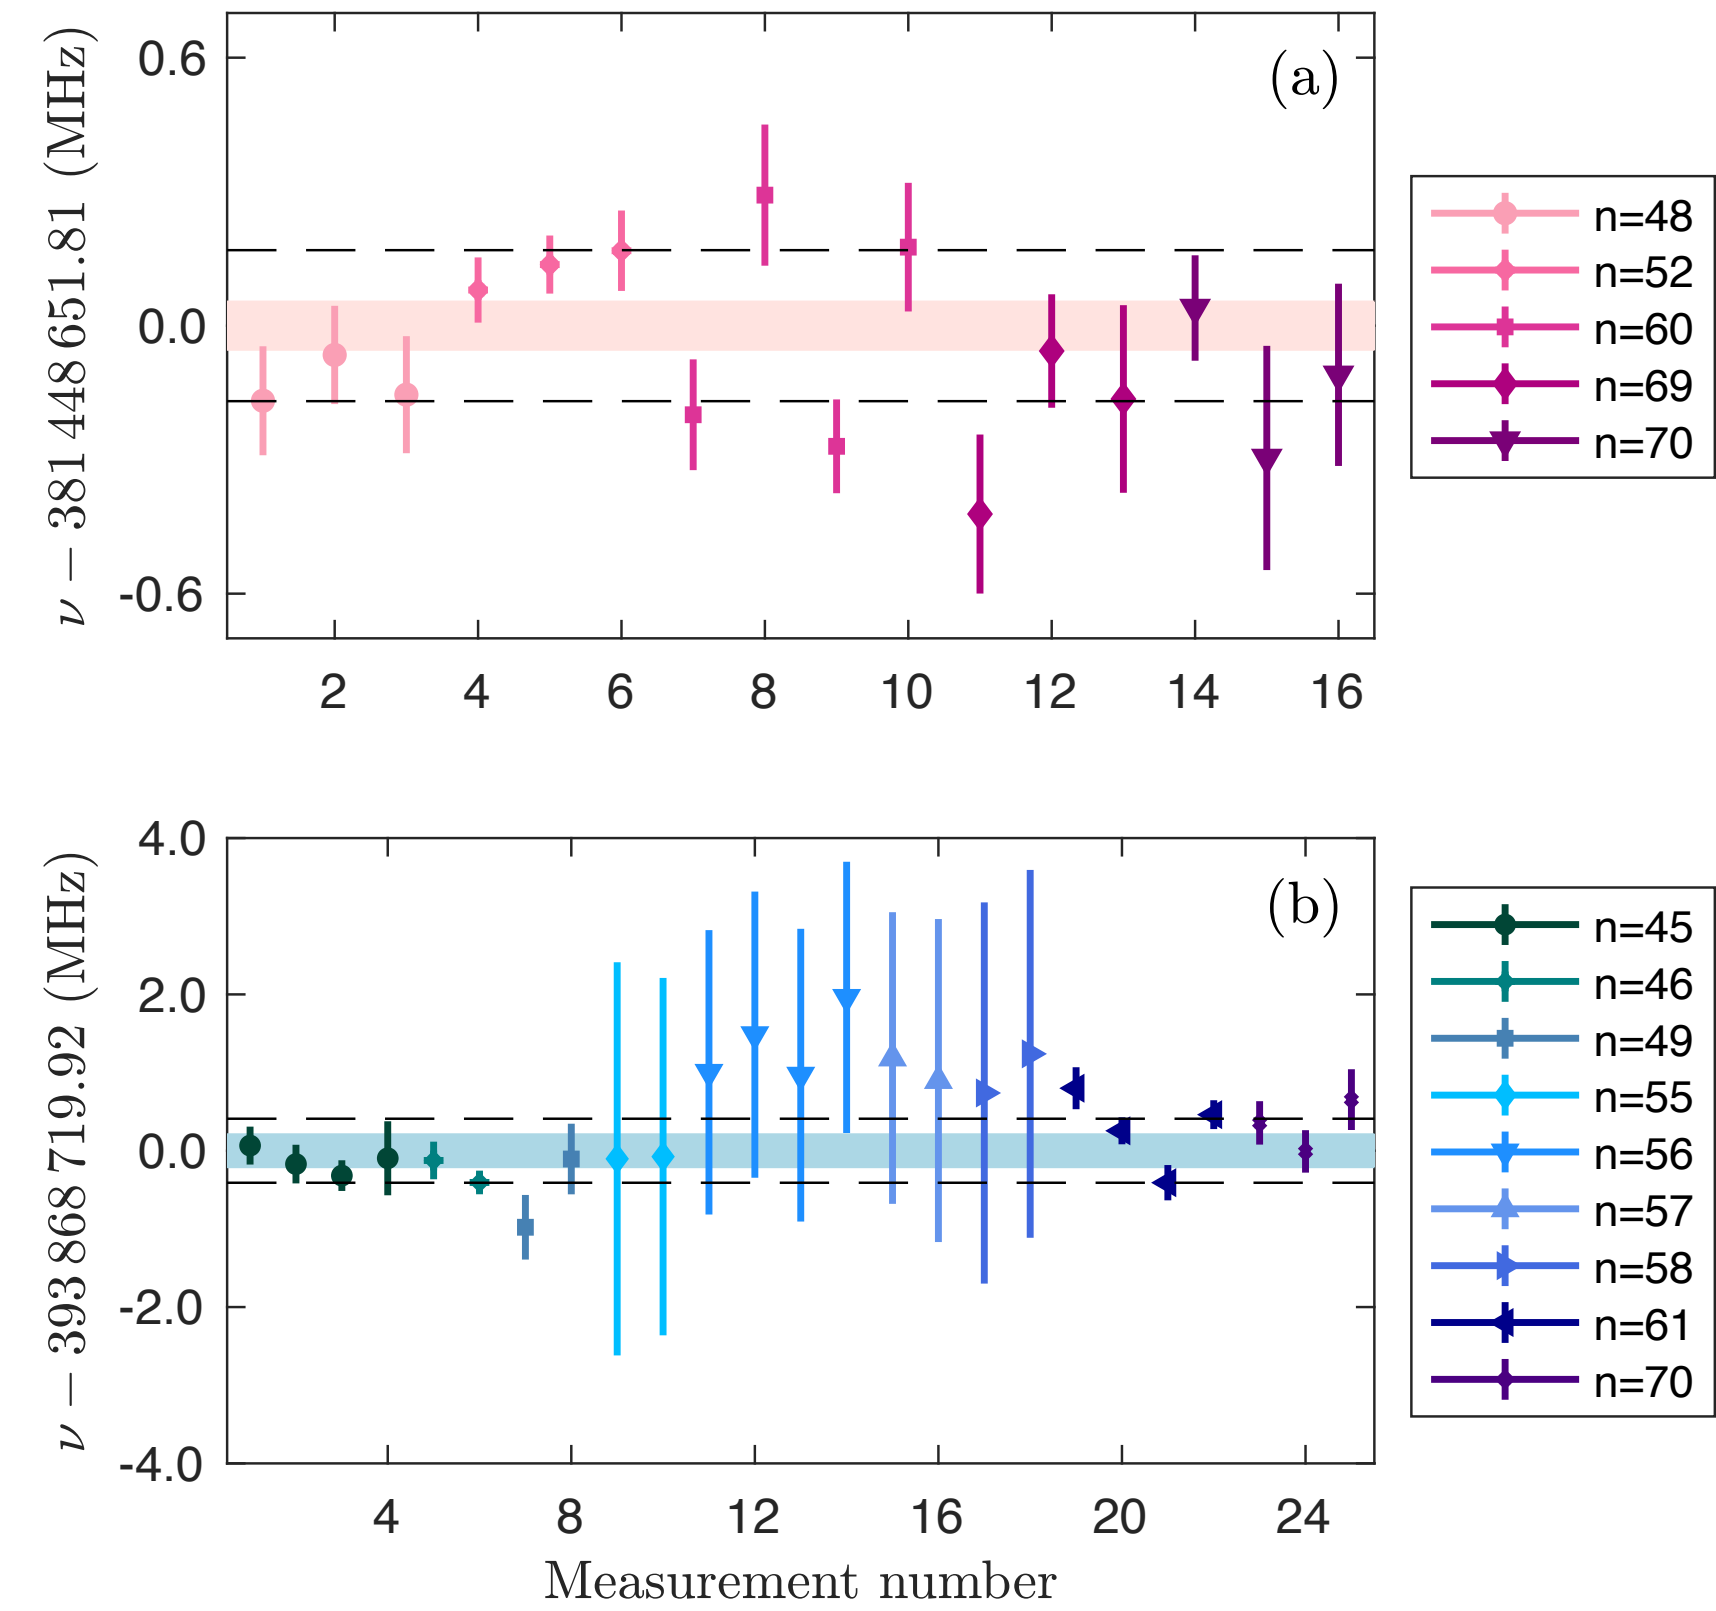 ν − 381 448 651.81 (MHz)
0.6
0.0
-0.6
(a)
2 4 6 8 10 12 14 16
n=48
n=52
n=60
n=69
n=70
ν − 393 868 719.92 (MHz)
4.0
2.0
0.0
-2.0
-4.0
(b)
4 8 12 16 20 24
Measurement number
n=45
n=46
n=49
n=55
n=56
n=57
n=58
n=61
n=70